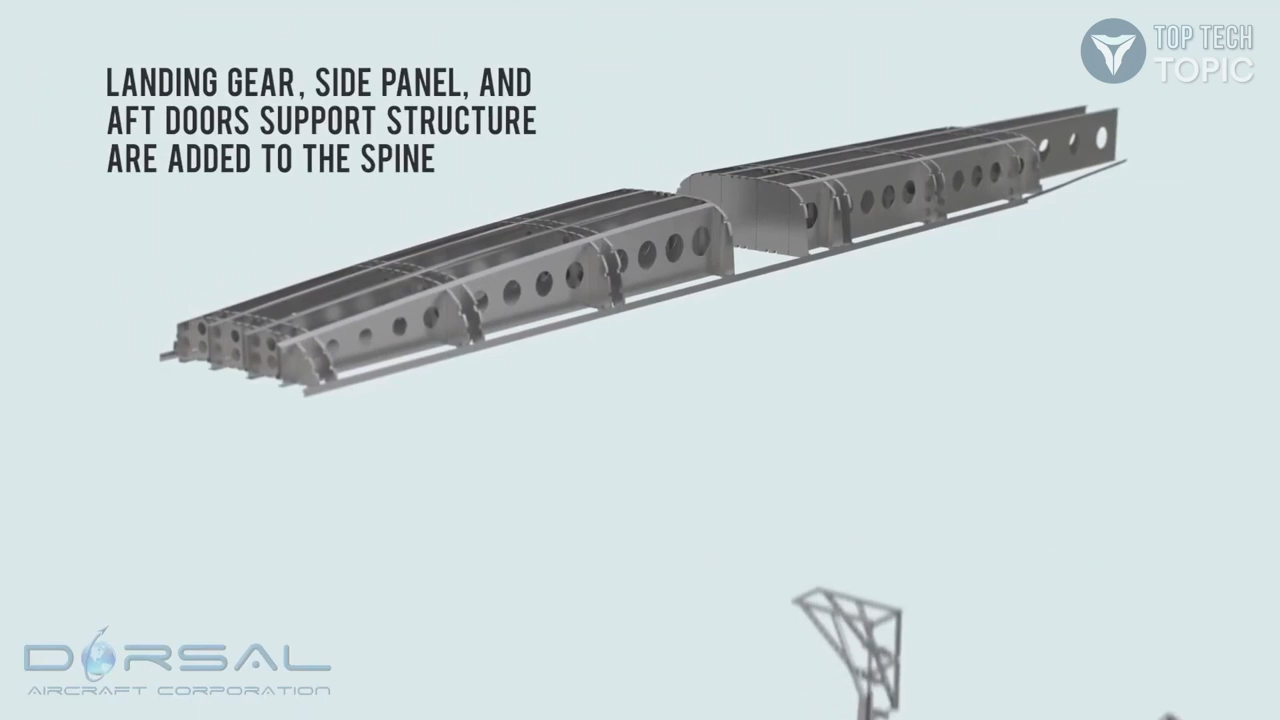 LANDING GEAR, SIDE PANEL, AND
AFT DOORS SUPPORT STRUCTURE
ARE ADDED TO THE SPINE
TOP TECH
TOPIC
DORSAL
AIRCRAFT CORPORATION